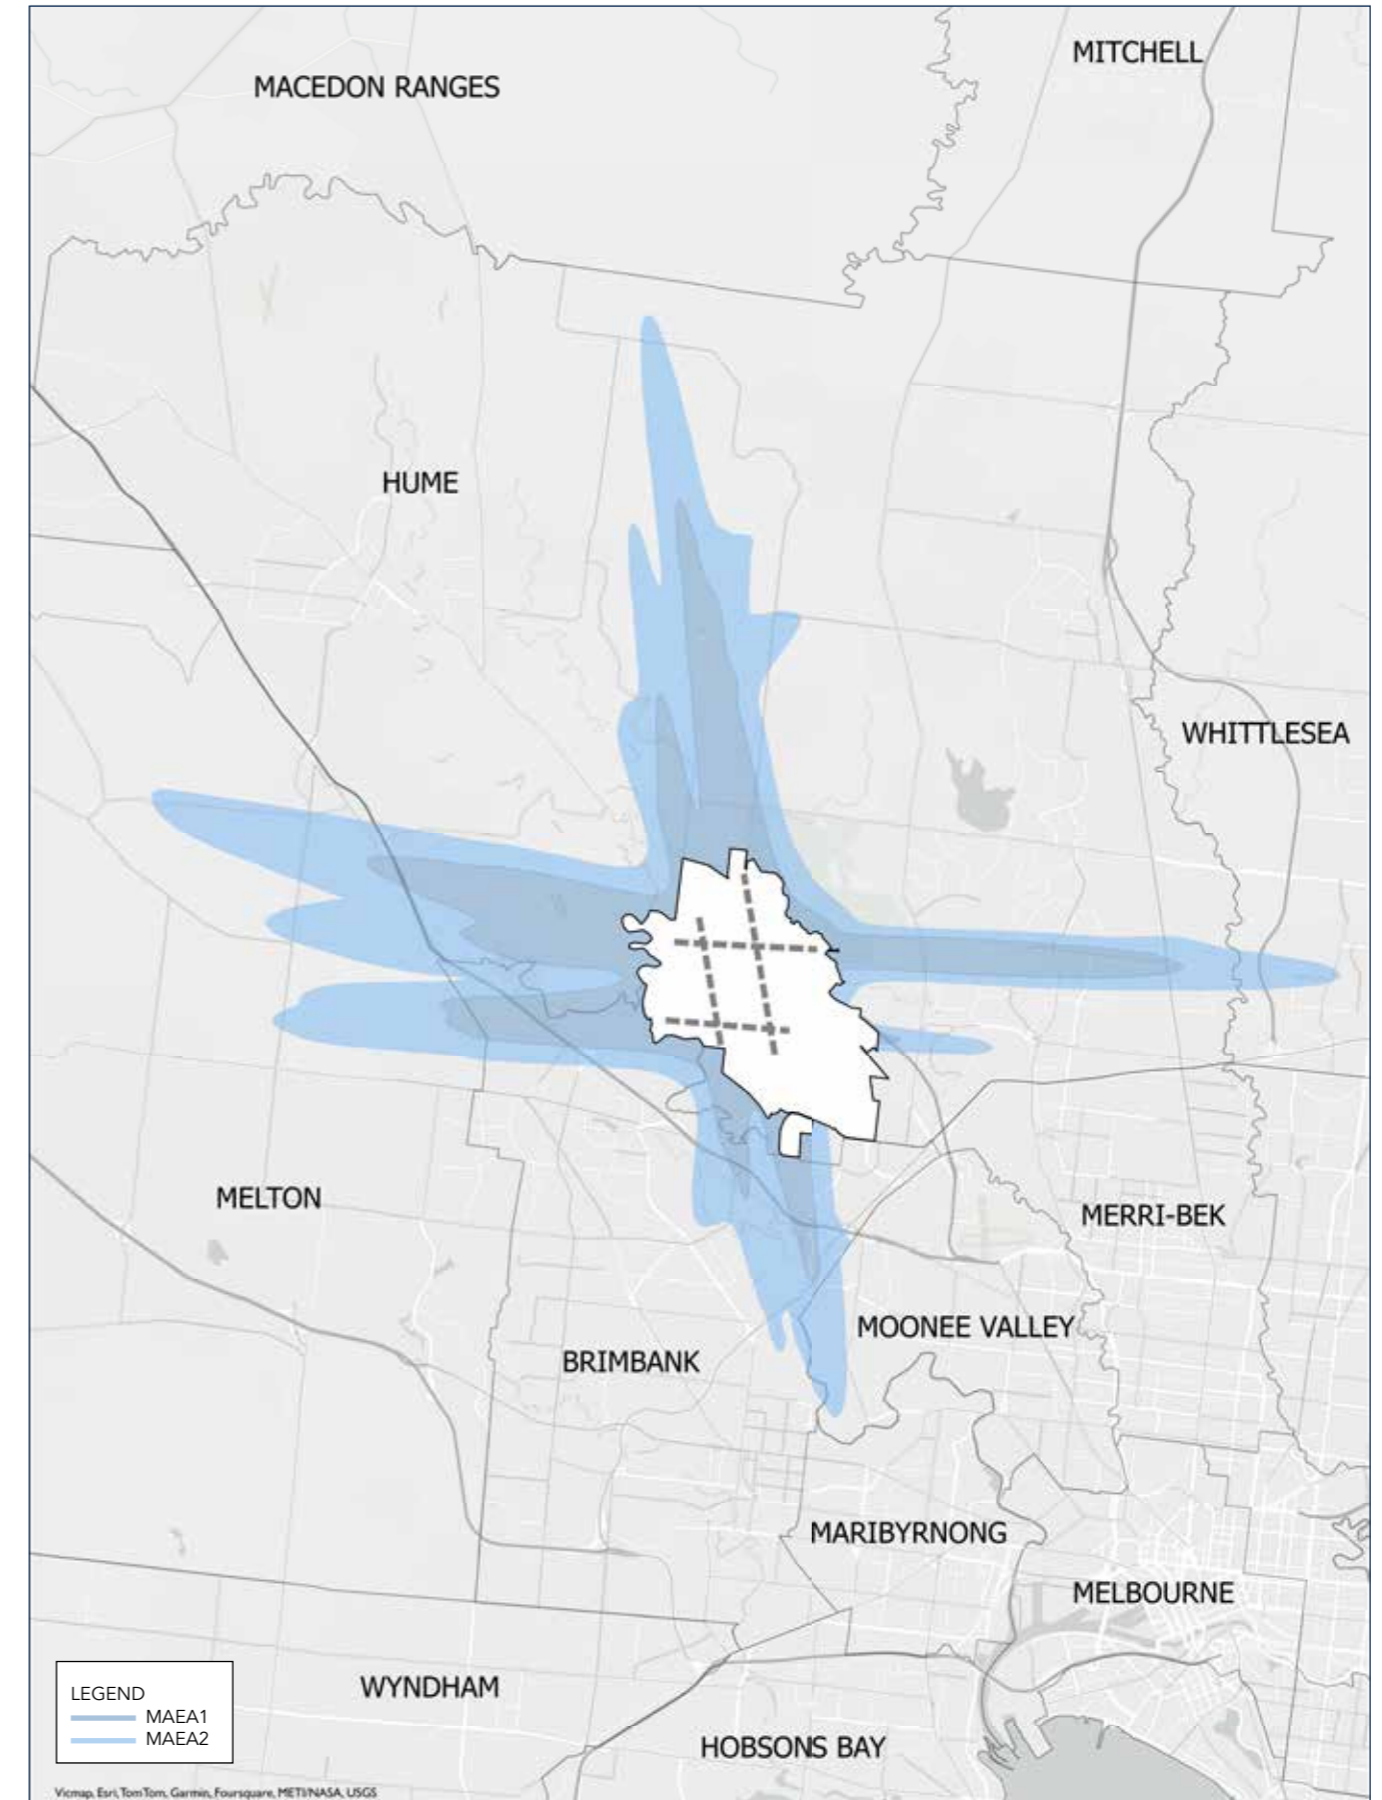 MITCHELL
MACEDON RANGES
HUME
WHITTLESEA
MELTON
MERRI-BEK
MOONEE VALLEY
BRIMBANK
MARIBYRNONG
MELBOURNE
WYNDHAM
HOBSONS BAY
LEGEND
MAEA1
MAEA2
Vicmap, Esri, TomTom, Garmin, Foursquare, METI/NASA, USGS